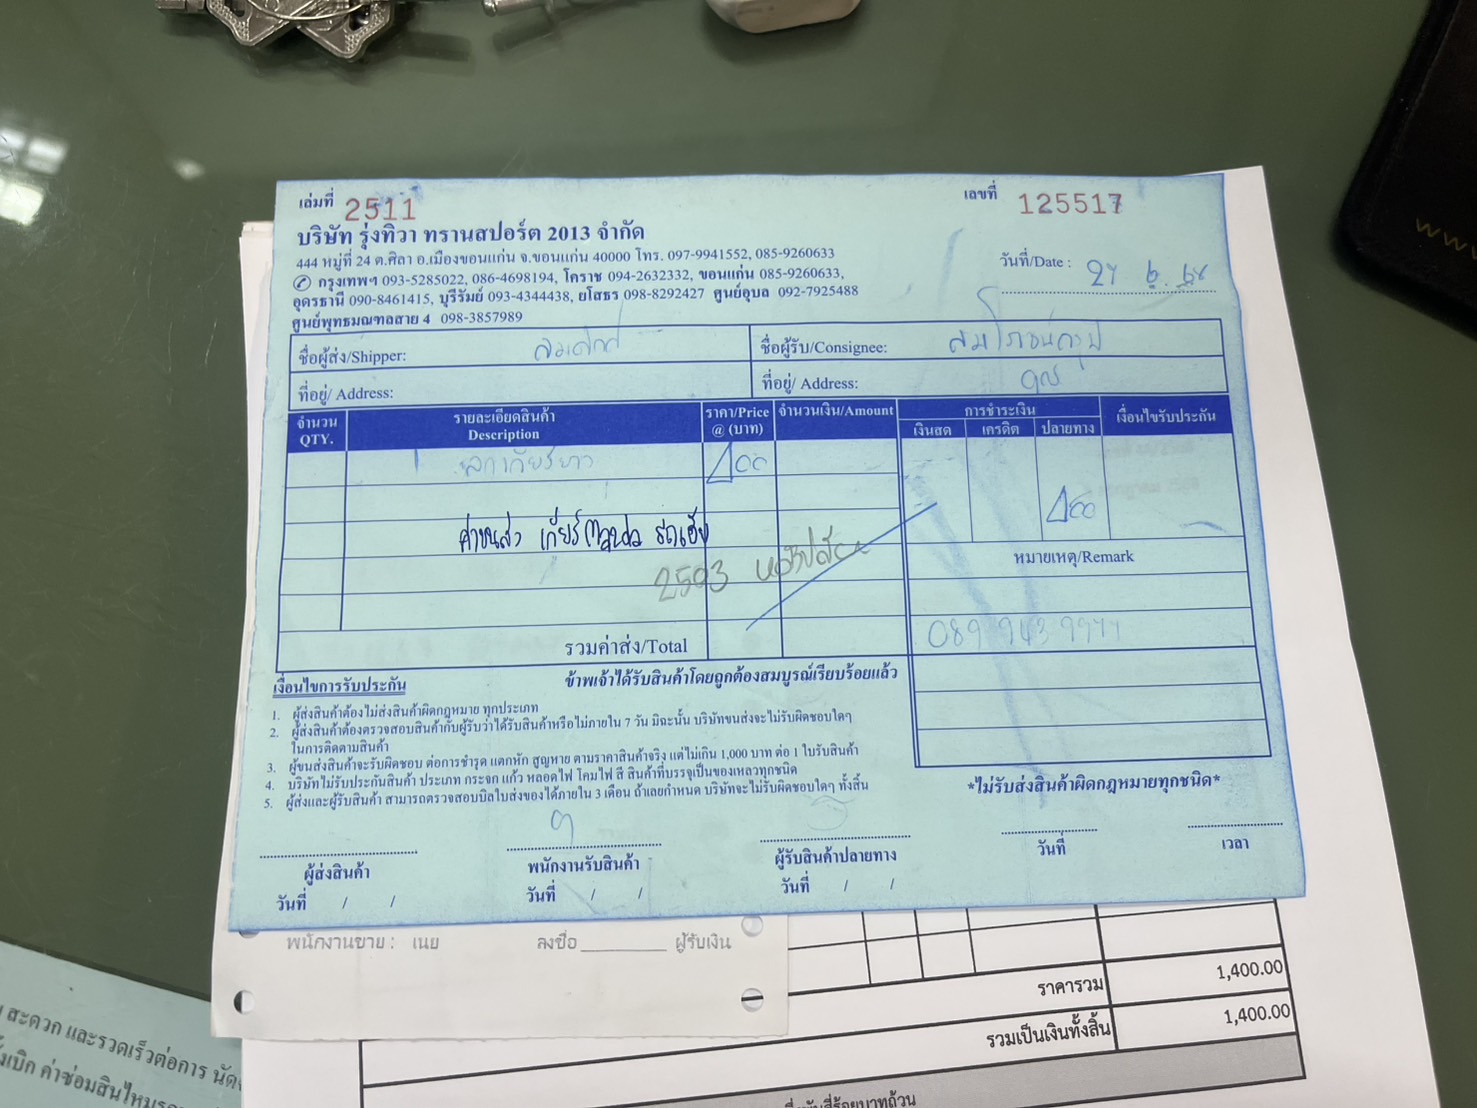 เล่มที่ 2511
เลขที่ 125517
บริษัท รุ่งทิวา ทรานสปอร์ต 2013 จำกัด
444 หมู่ที่ 24 ต.ศิลา อ.เมืองขอนแก่น จ.ขอนแก่น 40000 โทร. 097-9941552, 085-9260633
กรุงเทพฯ 093-5285022, 086-4698194, โคราช 094-2632332, ขอนแก่น 085-9260633,
อุดรธานี 090-8461415, บุรีรัมย์ 093-4344438, ยโสธร 098-8292427 ศูนย์อุบล 092-7925488
ศูนย์พุทธมณฑลสาย 4 098-3857989
วันที่/Date :
ชื่อผู้ส่ง/Shipper:
ชื่อผู้รับ/Consignee:
ที่อยู่/ Address:
ที่อยู่/ Address:
จำนวน QTY.
รายละเอียดสินค้า Description
ราคา/Price @ (บาท)
จำนวนเงิน/Amount
การชำระเงิน
เงินสด เครดิต ปลายทาง
เงื่อนไขรับประกัน
ค่าขนส่ง เกียร์ Mazda
2593
หมายเหตุ/Remark
รวมค่าส่ง/Total
ข้าพเจ้าได้รับสินค้าโดยถูกต้องสมบูรณ์เรียบร้อยแล้ว
เงื่อนไขการรับประกัน
1. ผู้ส่งสินค้าต้องไม่ส่งสินค้าผิดกฎหมาย ทุกประเภท
2. ผู้ส่งสินค้าต้องตรวจสอบสินค้ากับผู้รับว่าได้รับสินค้าหรือไม่ภายใน 7 วัน มิฉะนั้น บริษัทขนส่งจะไม่รับผิดชอบใดๆ
ในการติดตามสินค้า
3. ผู้ขนส่งสินค้าจะรับผิดชอบ ต่อการชำรุด แตกหัก สูญหาย ตามราคาสินค้าจริง แต่ไม่เกิน 1,000 บาท ต่อ 1 ใบรับสินค้า
4. บริษัทไม่รับประกันสินค้า ประเภท กระจก แก้ว หลอดไฟ โคมไฟ สี สินค้าที่บรรจุเป็นของเหลวทุกชนิด
5. ผู้ส่งและผู้รับสินค้า สามารถตรวจสอบบิลใบส่งของได้ภายใน 3 เดือน ถ้าเลยกำหนด บริษัทจะไม่รับผิดชอบใดๆ ทั้งสิ้น
*ไม่รับส่งสินค้าผิดกฎหมายทุกชนิด*
ผู้ส่งสินค้า
พนักงานรับสินค้า
ผู้รับสินค้าปลายทาง
วันที่
เวลา
วันที่ / /
วันที่ / /
วันที่ / /
พนักงานขาย : เนย
ลงชื่อ ผู้รับเงิน
ราคารวม 1,400.00
รวมเป็นเงินทั้งสิ้น 1,400.00
สะดวก และรวดเร็วต่อการ